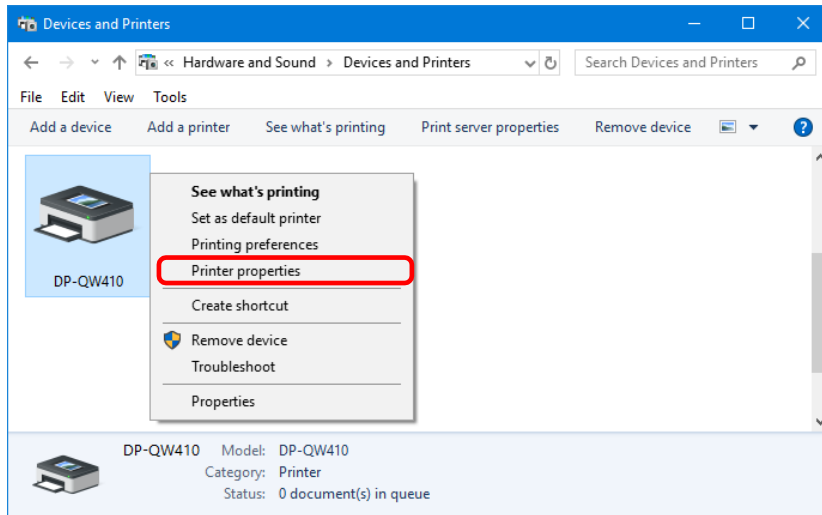 Devices and Printers
« Hardware and Sound > Devices and Printers
Search Devices and Printers
File Edit View Tools
Add a device Add a printer See what's printing Print server properties Remove device ?
See what's printing
Set as default printer
Printing preferences
Printer properties
Create shortcut
Remove device
Troubleshoot
Properties
DP-QW410
DP-QW410 Model: DP-QW410
Category: Printer
Status: 0 document(s) in queue